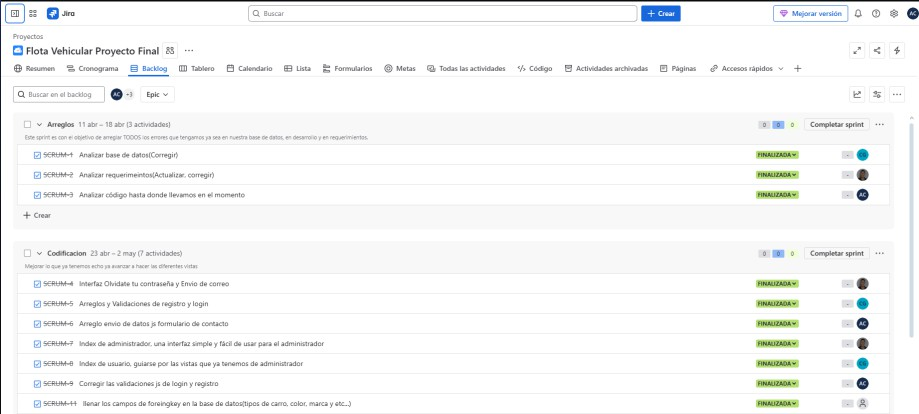 Jira
Buscar
+ Crear
Mejorar versión
AC
Proyectos
Flota Vehicular Proyecto Final
Resumen Cronograma Backlog Tablero Calendario Lista Formularios Metas Todas las actividades Código Actividades archivadas Páginas Accesos rápidos +
Buscar en el backlog AC +3 Epic
Arreglos 11 abr – 18 abr (3 actividades) 0 0 0 Completar sprint
Este sprint es con el objetivo de arreglar TODOS los errores que tengamos ya sea en nuestra base de datos, en desarrollo y en requerimientos.
SCRUM-1 Analizar base de datos(Corregir) FINALIZADA - CG
SCRUM-2 Analizar requerimeintos(Actualizar, corregir) FINALIZADA -
SCRUM-3 Analizar código hasta donde llevamos en el momento FINALIZADA - AC
+ Crear
Codificacion 23 abr – 2 may (7 actividades) 0 0 0 Completar sprint
Mejorar lo que ya tenemos echo ya avanzar a hacer las diferentes vistas
SCRUM-4 Interfaz Olvidate tu contraseña y Envio de correo FINALIZADA -
SCRUM-5 Arreglos y Validaciones de registro y login FINALIZADA - CG
SCRUM-6 Arreglo envio de datos js formulario de contacto FINALIZADA - AC
SCRUM-7 Index de administrador, una interfaz simple y fácil de usar para el administrador FINALIZADA -
SCRUM-8 Index de usuario, guiarse por las vistas que ya tenemos de administrador FINALIZADA - CG
SCRUM-9 Corregir las validaciones js de login y registro FINALIZADA - AC
SCRUM-11 llenar los campos de foreingkey en la base de datos(tipos de carro, color, marca y etc...) FINALIZADA -